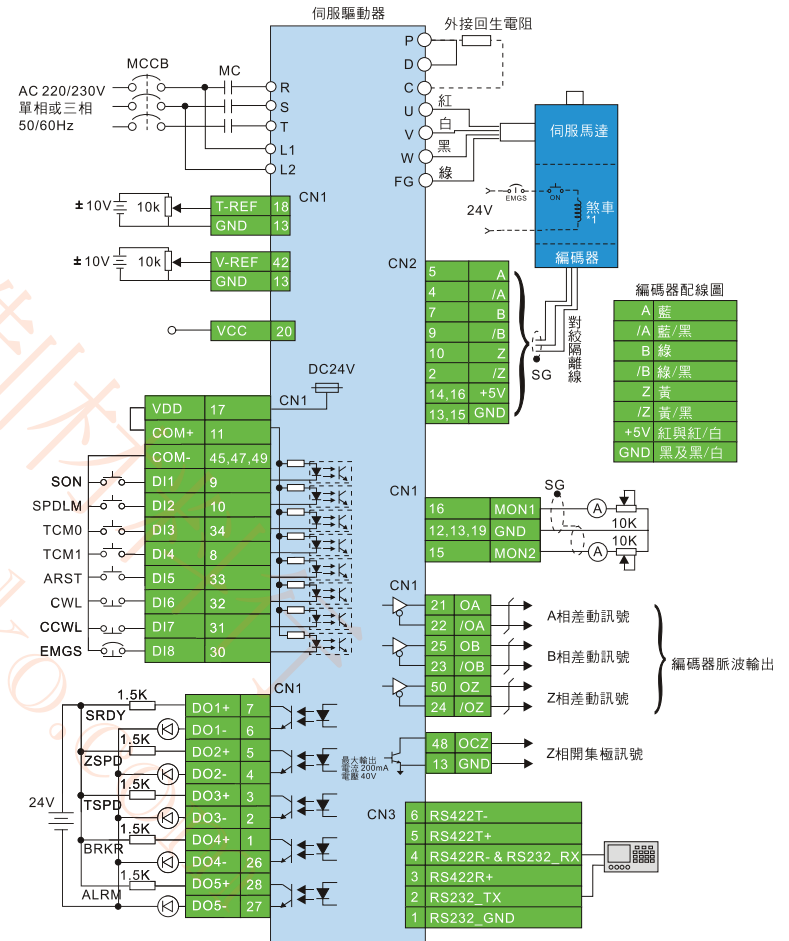 伺服驅動器
外接回生電阻
MCCB
MC
AC 220/230V
單相或三相
50/60Hz
R
S
T
L1
L2
P
D
C
U
V
W
FG
紅
白
黑
綠
伺服馬達
24V
EMGS
ON
煞車
*1
編碼器
CN1
±10V
10k
T-REF 18
GND 13
±10V
10k
V-REF 42
GND 13
VCC 20
CN2
5 A
4 /A
7 B
9 /B
10 Z
2 /Z
14,16 +5V
13,15 GND
對絞隔離線
SG
編碼器配線圖
A 藍
/A 藍/黑
B 綠
/B 綠/黑
Z 黃
/Z 黃/黑
+5V 紅與紅/白
GND 黑及黑/白
DC24V
CN1
VDD 17
COM+ 11
COM- 45,47,49
SON DI1 9
SPDLM DI2 10
TCM0 DI3 34
TCM1 DI4 8
ARST DI5 33
CWL DI6 32
CCWL DI7 31
EMGS DI8 30
CN1
SG
16 MON1
12,13,19 GND
15 MON2
A
10K
10K
A
CN1
21 OA
22 /OA
A相差動訊號
25 OB
23 /OB
B相差動訊號
50 OZ
24 /OZ
Z相差動訊號
編碼器脈波輸出
48 OCZ
13 GND
Z相開集極訊號
最大輸出
電流 200mA
電壓 40V
CN1
24V
1.5K
SRDY
DO1+ 7
DO1- 6
1.5K
ZSPD
DO2+ 5
DO2- 4
1.5K
TSPD
DO3+ 3
DO3- 2
1.5K
BRKR
DO4+ 1
DO4- 26
1.5K
ALRM
DO5+ 28
DO5- 27
CN3
6 RS422T-
5 RS422T+
4 RS422R- & RS232_RX
3 RS422R+
2 RS232_TX
1 RS232_GND